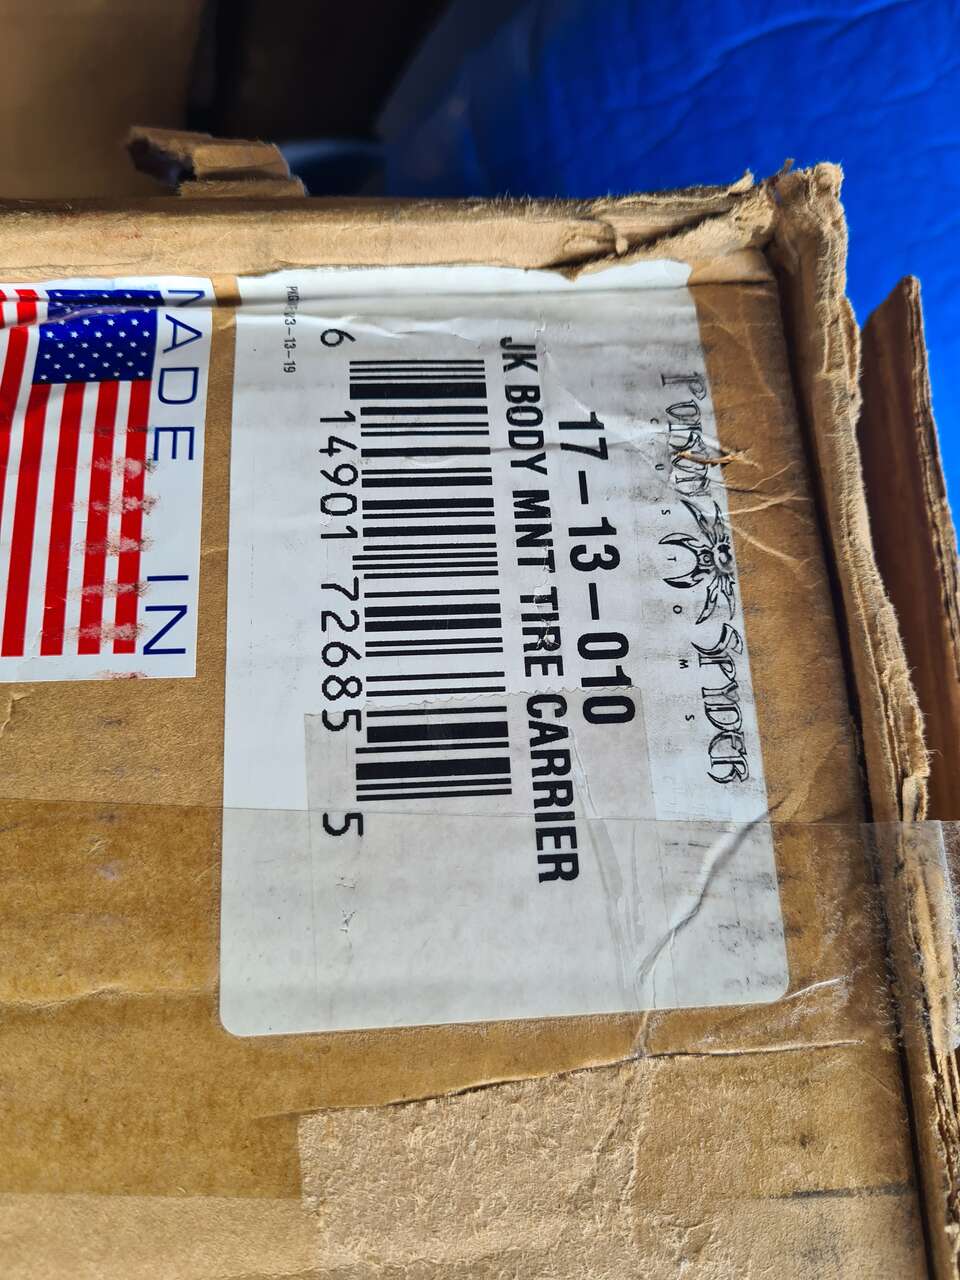 POISON SPYDER
CUSTOMS
17-13-010
JK BODY MNT TIRE CARRIER
6 14901 72685 5
MADE IN